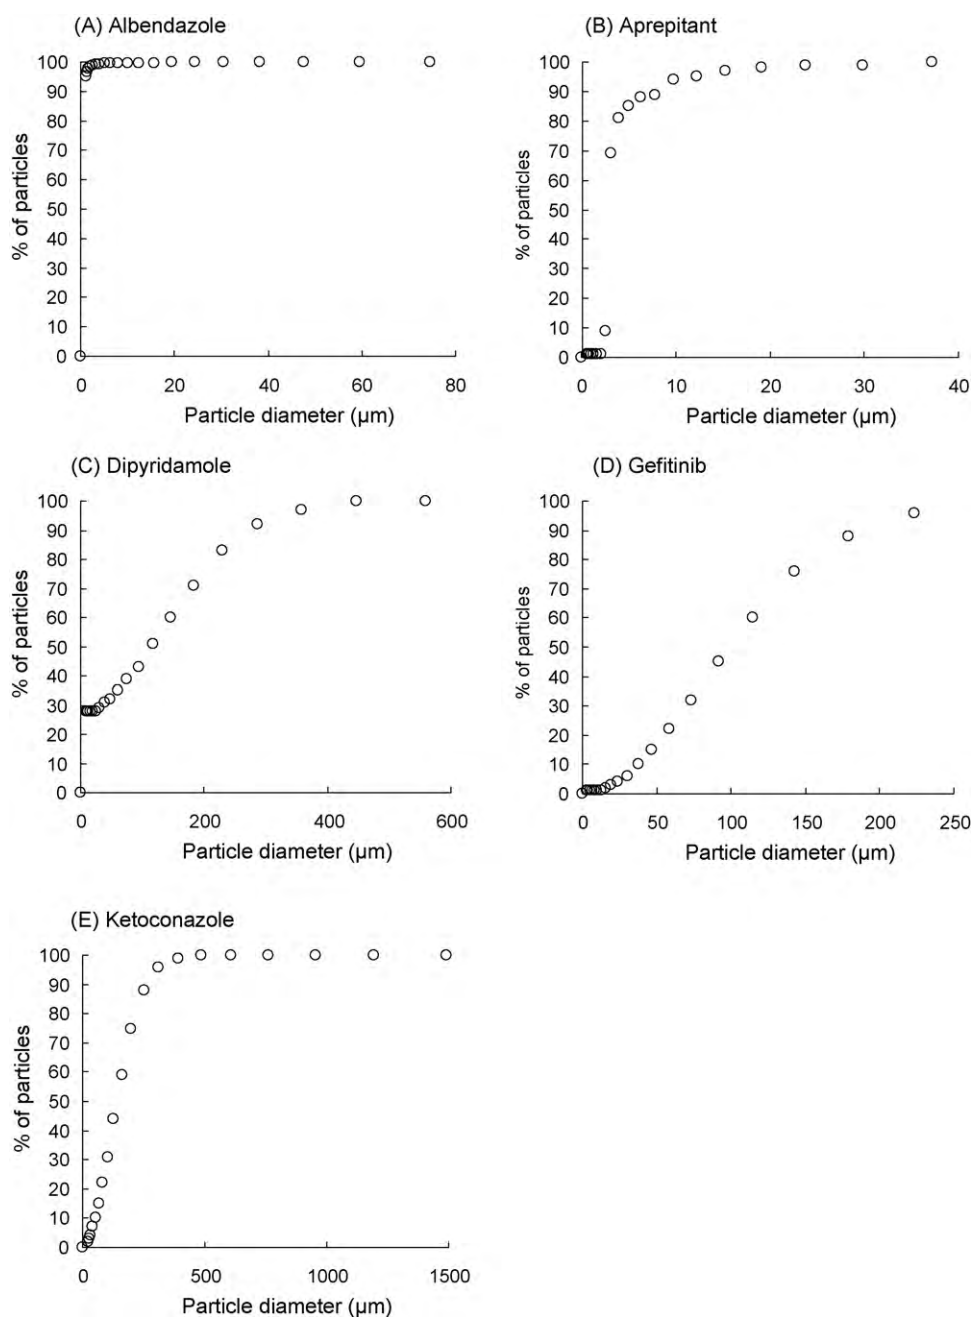 (A) Albendazole
100
90
80
70
60
50
40
30
20
10
0
% of particles
0 20 40 60 80
Particle diameter (µm)
(B) Aprepitant
100
90
80
70
60
50
40
30
20
10
0
% of particles
0 10 20 30 40
Particle diameter (µm)
(C) Dipyridamole
100
90
80
70
60
50
40
30
20
10
0
% of particles
0 200 400 600
Particle diameter (µm)
(D) Gefitinib
100
90
80
70
60
50
40
30
20
10
0
% of particles
0 50 100 150 200 250
Particle diameter (µm)
(E) Ketoconazole
100
90
80
70
60
50
40
30
20
10
0
% of particles
0 500 1000 1500
Particle diameter (µm)